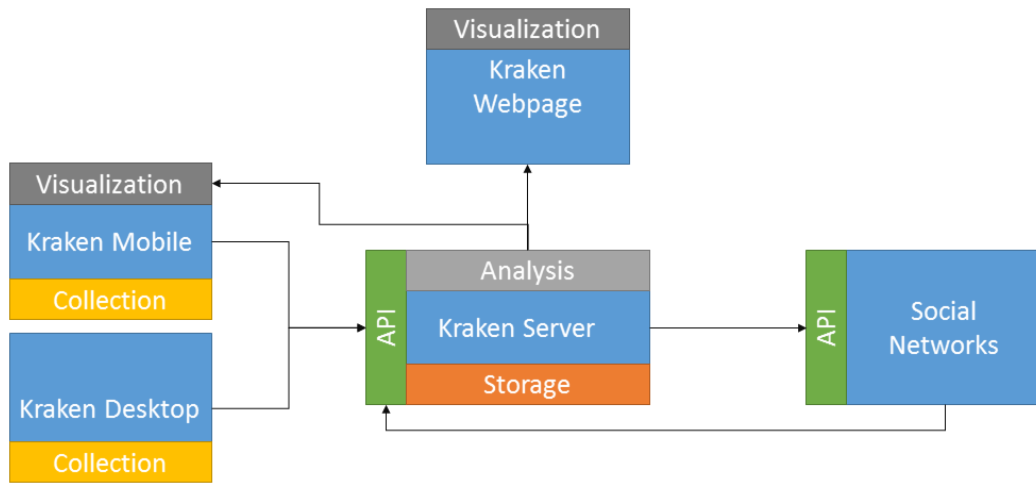 Visualization
Kraken
Webpage
Visualization
Kraken Mobile
Collection
Kraken Desktop
Collection
API
Analysis
Kraken Server
Storage
API
Social
Networks